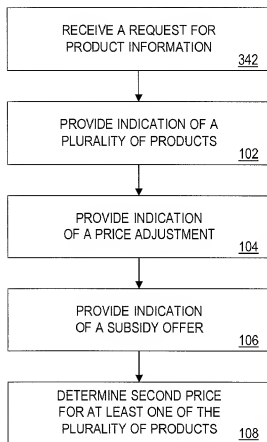 RECEIVE A REQUEST FOR
PRODUCT INFORMATION
342
PROVIDE INDICATION OF A
PLURALITY OF PRODUCTS
102
PROVIDE INDICATION
OF A PRICE ADJUSTMENT
104
PROVIDE INDICATION
OF A SUBSIDY OFFER
106
DETERMINE SECOND PRICE
FOR AT LEAST ONE OF THE
PLURALITY OF PRODUCTS
108